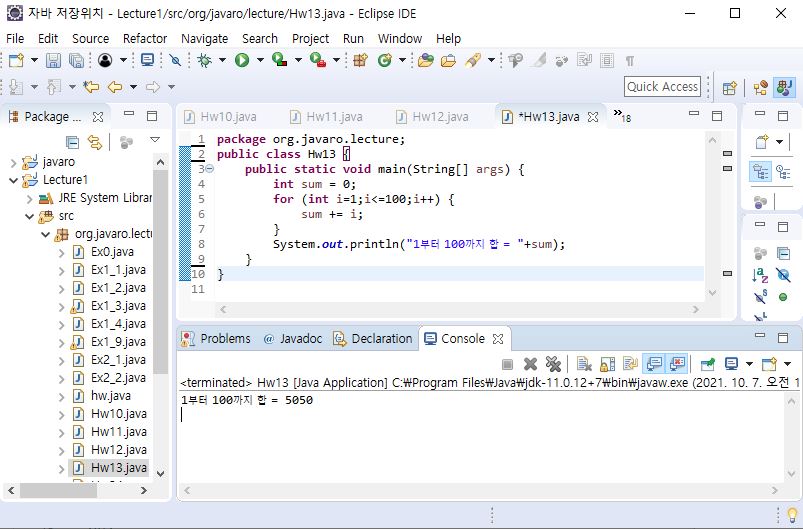 자바 저장위치 - Lecture1/src/org/javaro/lecture/Hw13.java - Eclipse IDE
File Edit Source Refactor Navigate Search Project Run Window Help
Quick Access
Package ...
Hw10.java Hw11.java Hw12.java *Hw13.java »18
javaro
Lecture1
JRE System Librar
src
org.javaro.lectu
Ex0.java
Ex1_1.java
Ex1_2.java
Ex1_3.java
Ex1_4.java
Ex1_9.java
Ex2_1.java
Ex2_2.java
hw.java
Hw10.java
Hw11.java
Hw12.java
Hw13.java
1 package org.javaro.lecture;
2 public class Hw13 {
3 public static void main(String[] args) {
4 int sum = 0;
5 for (int i=1;i<=100;i++) {
6 sum += i;
7 }
8 System.out.println("1부터 100까지 합 = "+sum);
9 }
10 }
11
Problems @ Javadoc Declaration Console
<terminated> Hw13 [Java Application] C:₩Program Files₩Java₩jdk-11.0.12+7₩bin₩javaw.exe (2021. 10. 7. 오전 1
1부터 100까지 합 = 5050